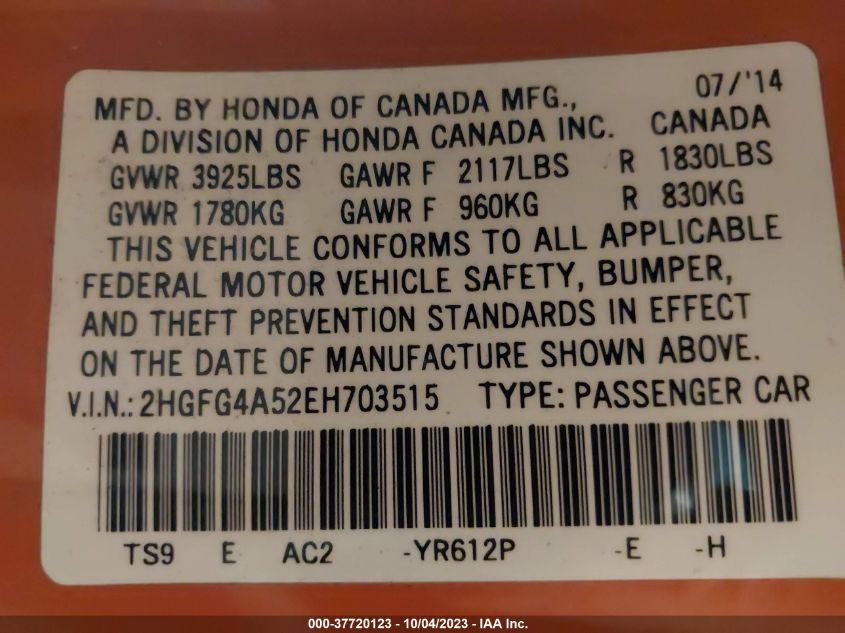 07/'14
MFD. BY HONDA OF CANADA MFG.,
A DIVISION OF HONDA CANADA INC. CANADA
GVWR 3925LBS GAWR F 2117LBS R 1830LBS
GVWR 1780KG GAWR F 960KG R 830KG
THIS VEHICLE CONFORMS TO ALL APPLICABLE
FEDERAL MOTOR VEHICLE SAFETY, BUMPER,
AND THEFT PREVENTION STANDARDS IN EFFECT
ON THE DATE OF MANUFACTURE SHOWN ABOVE.
V.I.N.: 2HGFG4A52EH703515 TYPE: PASSENGER CAR
TS9 E AC2 -YR612P -E -H
000-37720123 - 10/04/2023 - IAA Inc.